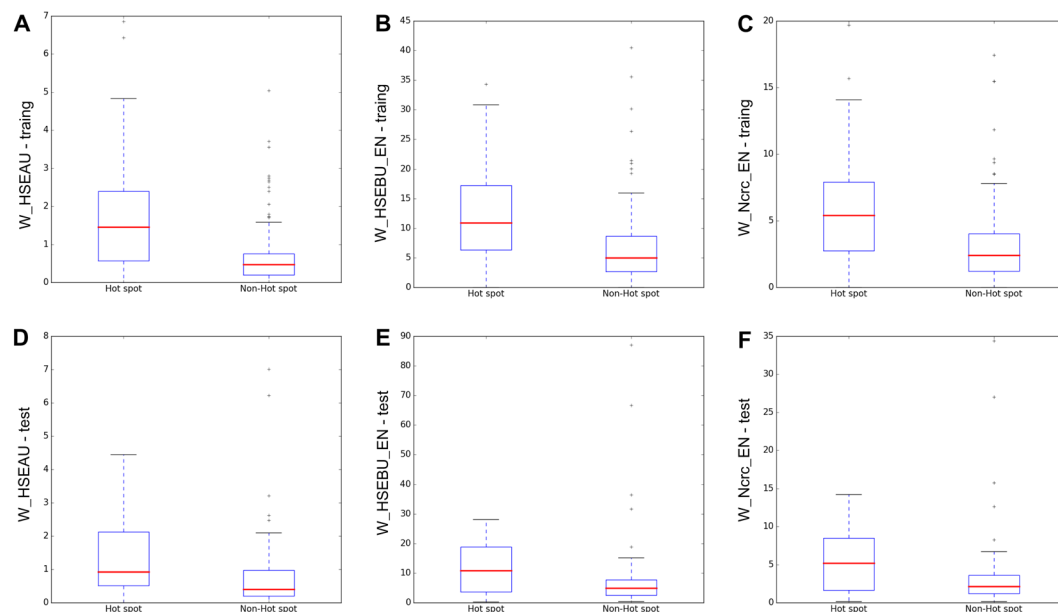 A
W_HSEAU - traing
7
6
5
4
3
2
1
0
Hot spot
Non-Hot spot
B
W_HSEBU_EN - traing
45
40
35
30
25
20
15
10
5
0
Hot spot
Non-Hot spot
C
W_Ncrc_EN - traing
20
15
10
5
0
Hot spot
Non-Hot spot
D
W_HSEAU - test
8
7
6
5
4
3
2
1
0
Hot spot
Non-Hot spot
E
W_HSEBU_EN - test
90
80
70
60
50
40
30
20
10
0
Hot spot
Non-Hot spot
F
W_Ncrc_EN - test
35
30
25
20
15
10
5
0
Hot spot
Non-Hot spot